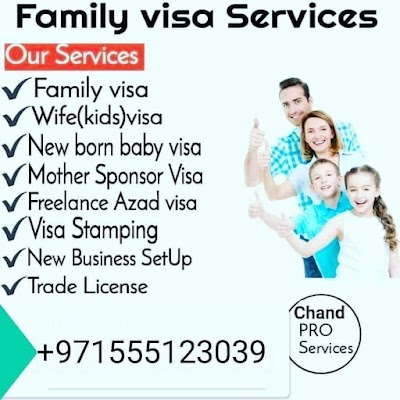 Family visa Services
Our Services
Family visa
Wife(kids)visa
New born baby visa
Mother Sponsor Visa
Freelance Azad visa
Visa Stamping
New Business SetUp
Trade License
+971555123039
Chand
PRO
Services